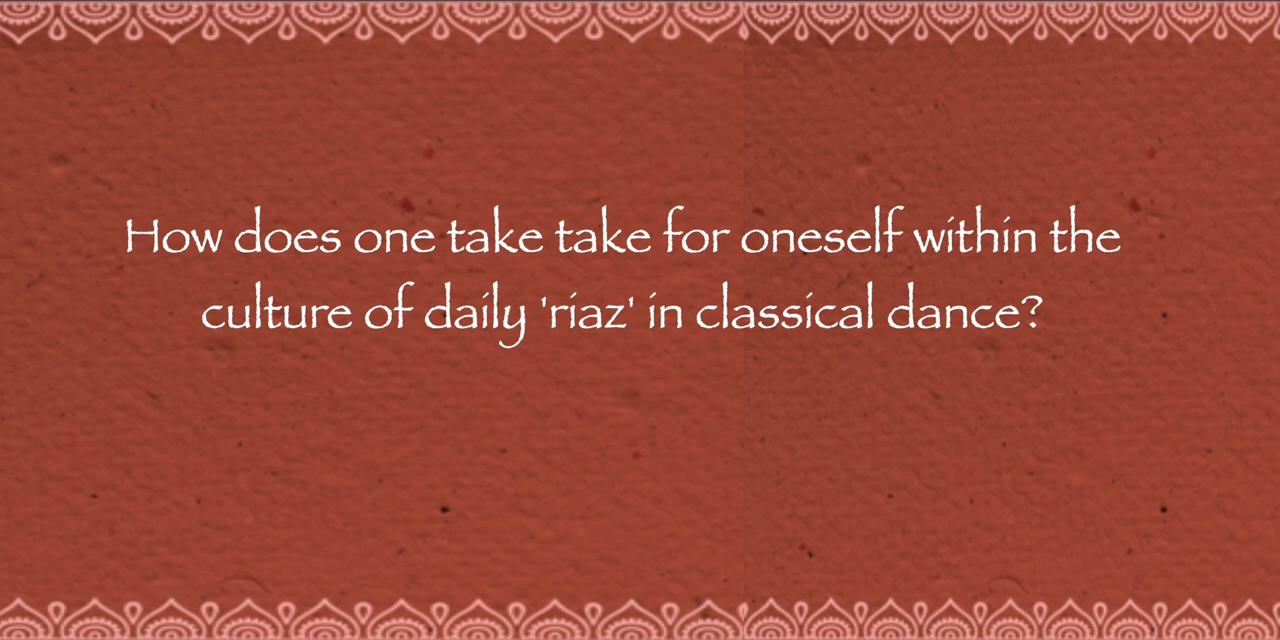 How does one take take for oneself within the
culture of daily 'riaz' in classical dance?